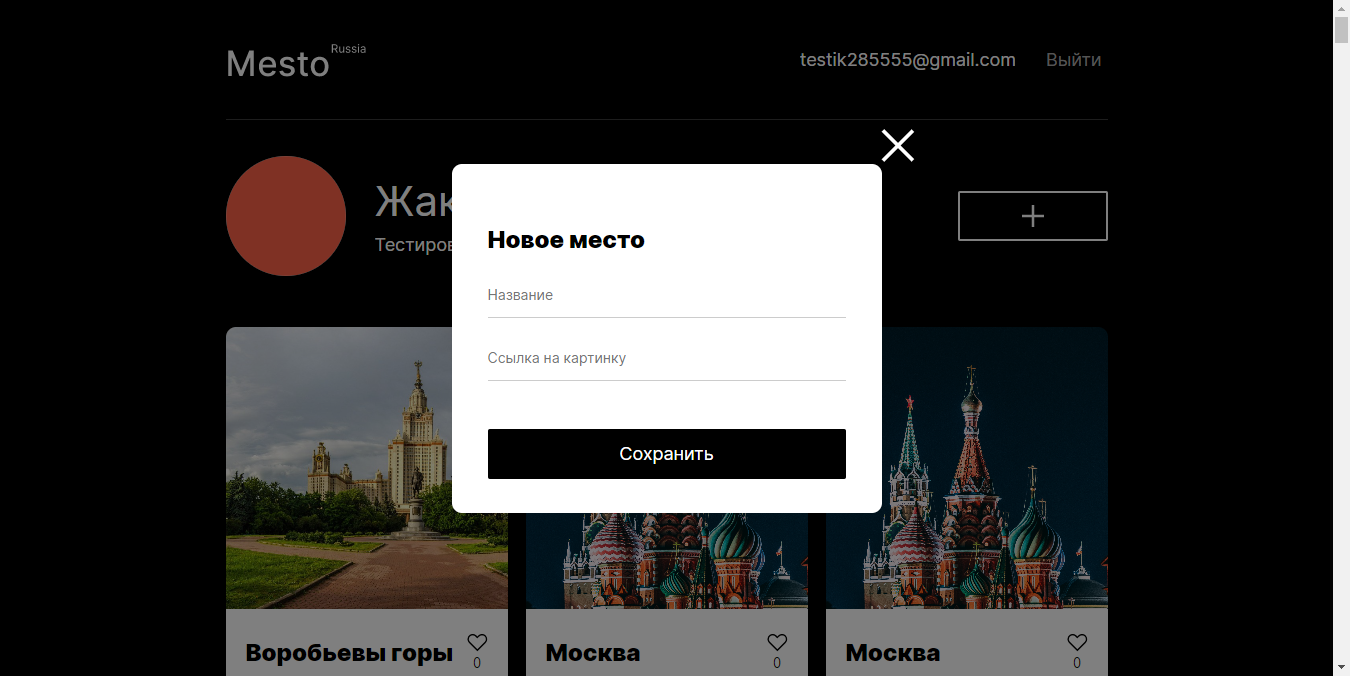 Mesto Russia
testik285555@gmail.com Выйти
Жак
Тестиров
Новое место
Название
Ссылка на картинку
Сохранить
Воробьевы горы 0
Москва 0
Москва 0